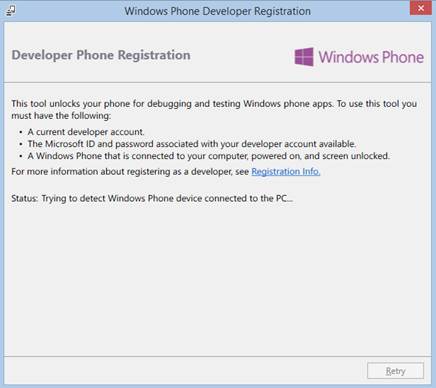 Windows Phone Developer Registration
Developer Phone Registration
Windows Phone
This tool unlocks your phone for debugging and testing Windows phone apps. To use this tool you
must have the following:
• A current developer account.
• The Microsoft ID and password associated with your developer account available.
• A Windows Phone that is connected to your computer, powered on, and screen unlocked.
For more information about registering as a developer, see Registration Info.
Status: Trying to detect Windows Phone device connected to the PC...
Retry